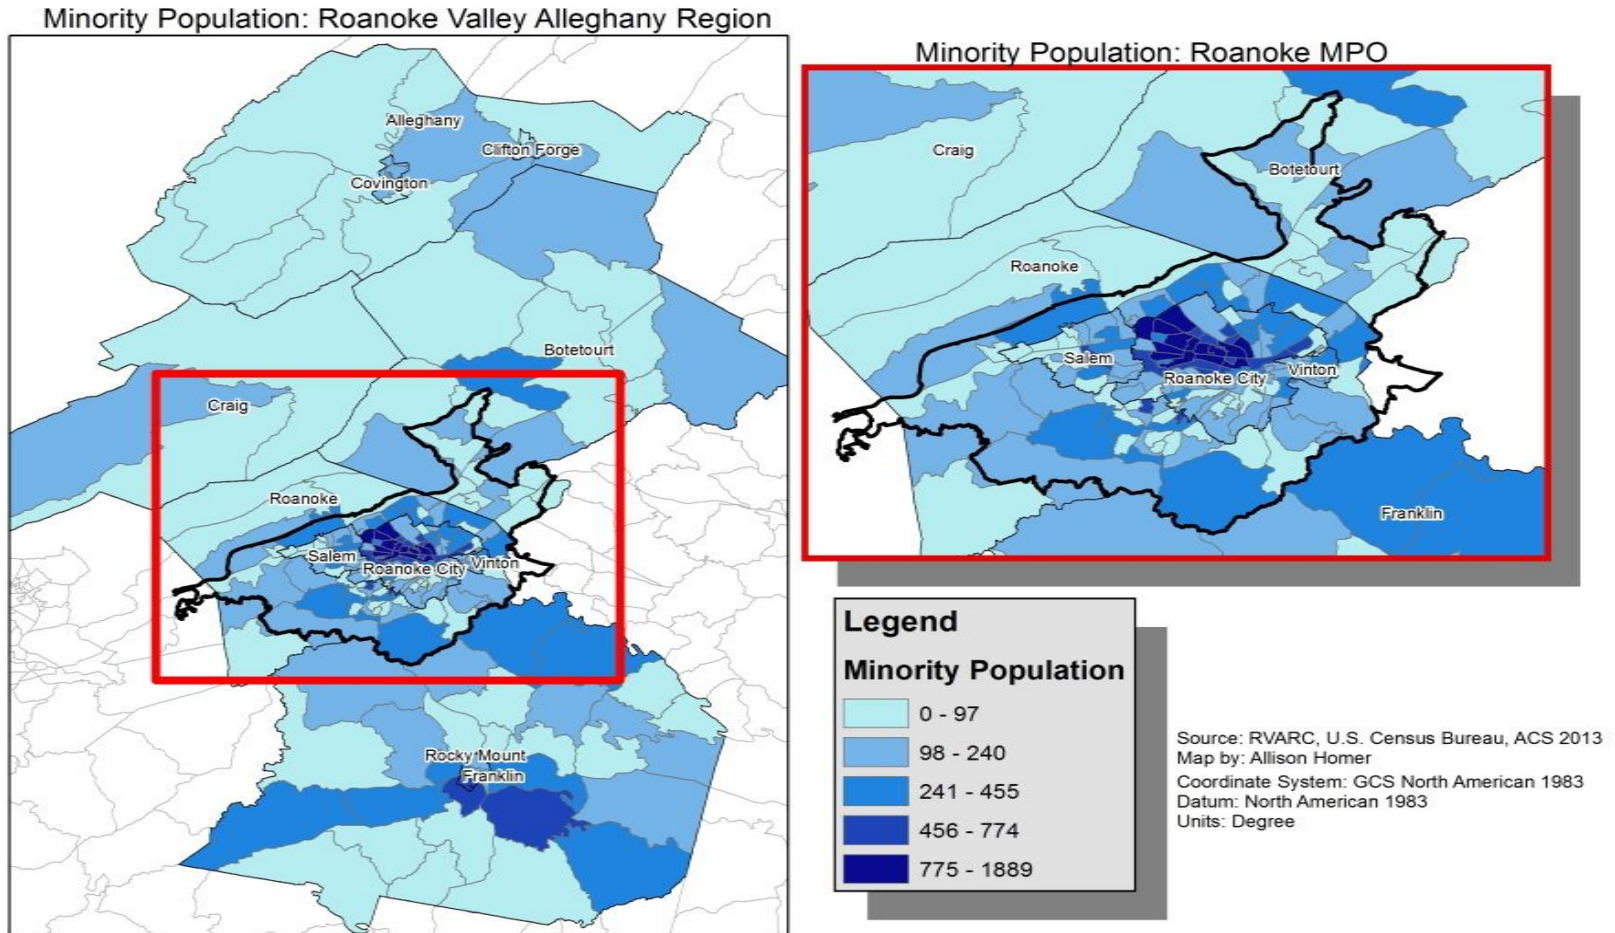 Minority Population: Roanoke Valley Alleghany Region
Alleghany
Clifton Forge
Covington
Botetourt
Craig
Roanoke
Salem
Roanoke City
Vinton
Rocky Mount
Franklin
Minority Population: Roanoke MPO
Craig
Botetourt
Roanoke
Salem
Roanoke City
Vinton
Franklin
Legend
Minority Population
0 - 97
98 - 240
241 - 455
456 - 774
775 - 1889
Source: RVARC, U.S. Census Bureau, ACS 2013
Map by: Allison Homer
Coordinate System: GCS North American 1983
Datum: North American 1983
Units: Degree